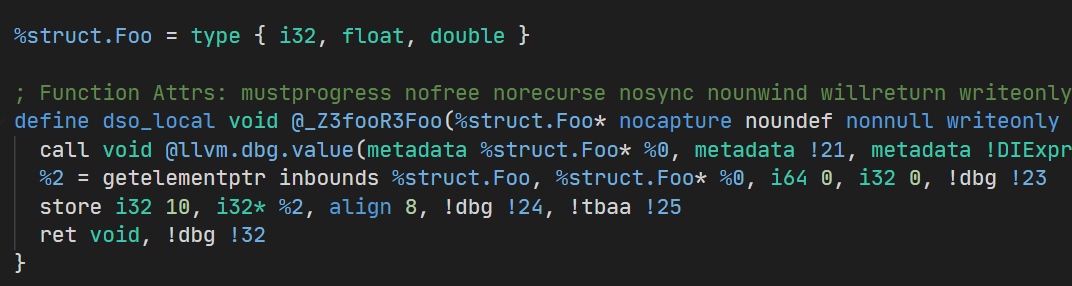 %struct.Foo = type { i32, float, double }
; Function Attrs: mustprogress nofree norecurse nosync nounwind willreturn writeonly
define dso_local void @_Z3fooR3Foo(%struct.Foo* nocapture noundef nonnull writeonly
call void @llvm.dbg.value(metadata %struct.Foo* %0, metadata !21, metadata !DIExpr
%2 = getelementptr inbounds %struct.Foo, %struct.Foo* %0, i64 0, i32 0, !dbg !23
store i32 10, i32* %2, align 8, !dbg !24, !tbaa !25
ret void, !dbg !32
}